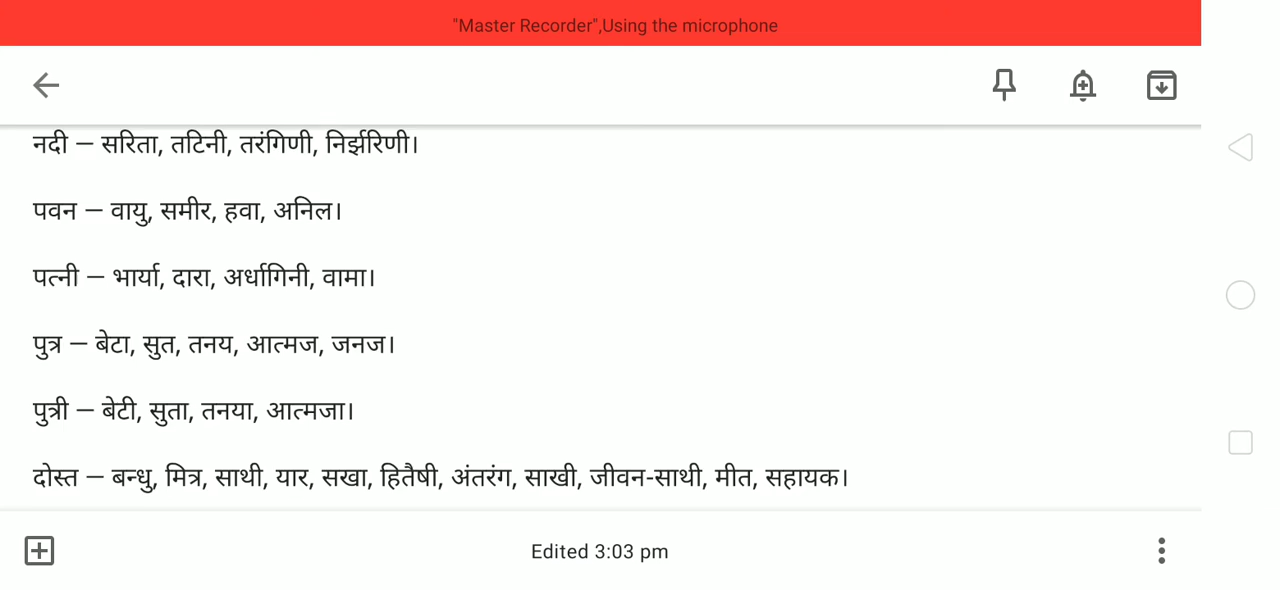 "Master Recorder",Using the microphone
नदी – सरिता, तटिनी, तरंगिणी, निर्झरिणी।
पवन – वायु, समीर, हवा, अनिल।
पत्नी – भार्या, दारा, अर्धागिनी, वामा।
पुत्र – बेटा, सुत, तनय, आत्मज, जनज।
पुत्री – बेटी, सुता, तनया, आत्मजा।
दोस्त – बन्धु, मित्र, साथी, यार, सखा, हितैषी, अंतरंग, साखी, जीवन-साथी, मीत, सहायक।
Edited 3:03 pm